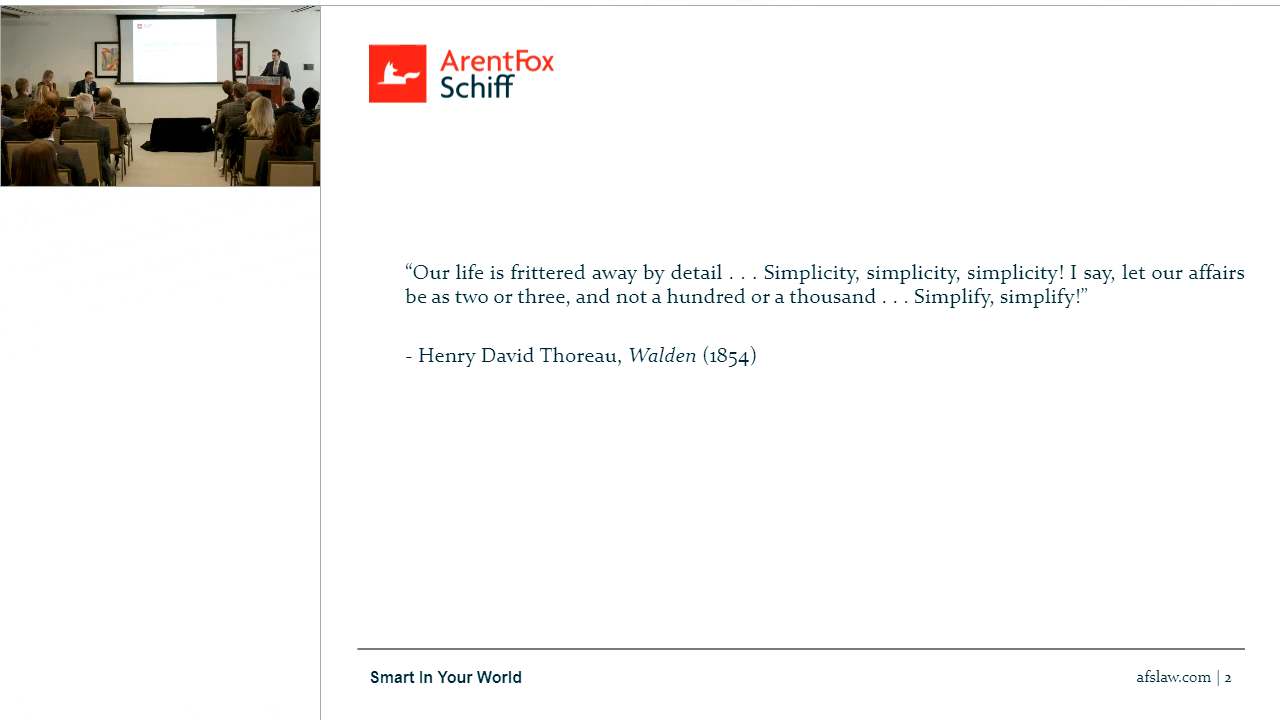 ArentFox
Schiff
“Our life is frittered away by detail . . . Simplicity, simplicity, simplicity! I say, let our affairs
be as two or three, and not a hundred or a thousand . . . Simplify, simplify!”
- Henry David Thoreau, Walden (1854)
Smart In Your World
afslaw.com | 2